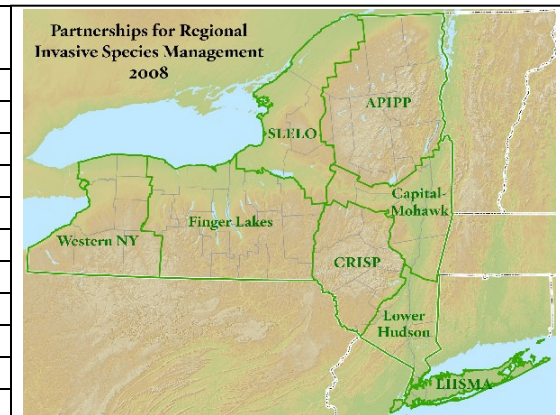 Partnerships for Regional
Invasive Species Management
2008
APIPP
SLELO
Capital-
Mohawk
Finger Lakes
Western NY
CRISP
Lower
Hudson
LIISMA